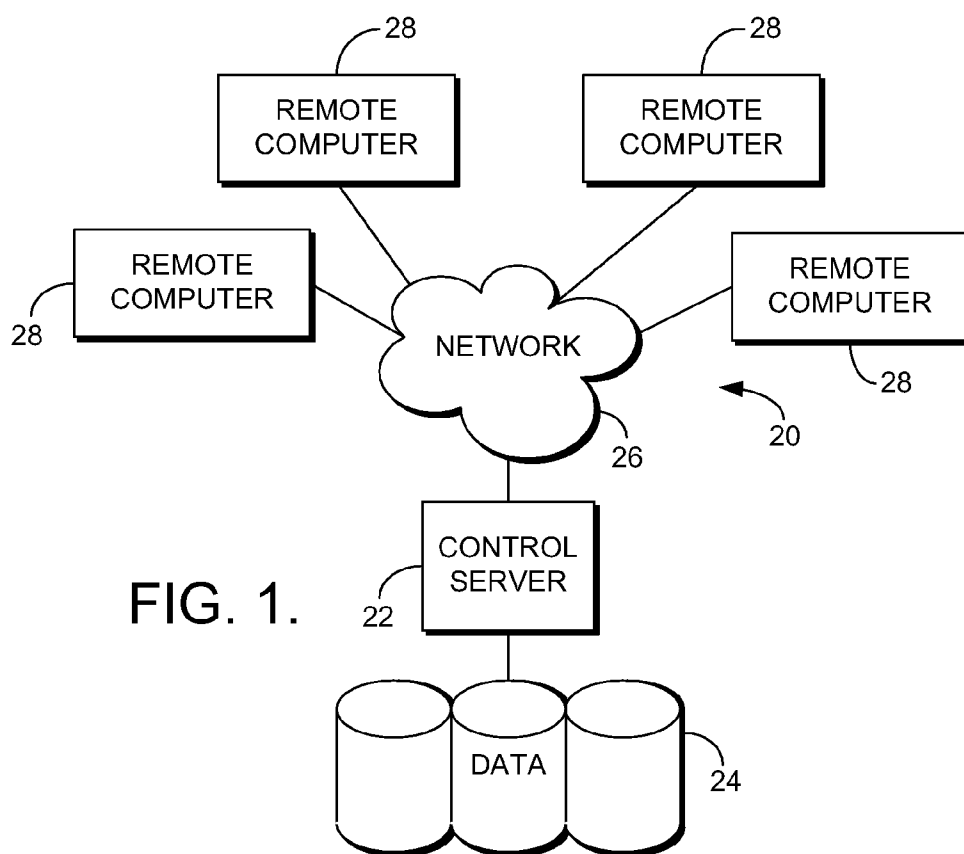 28
28
REMOTE
COMPUTER
REMOTE
COMPUTER
REMOTE
COMPUTER
REMOTE
COMPUTER
28
NETWORK
28
20
26
CONTROL
SERVER
22
FIG. 1.
DATA
24